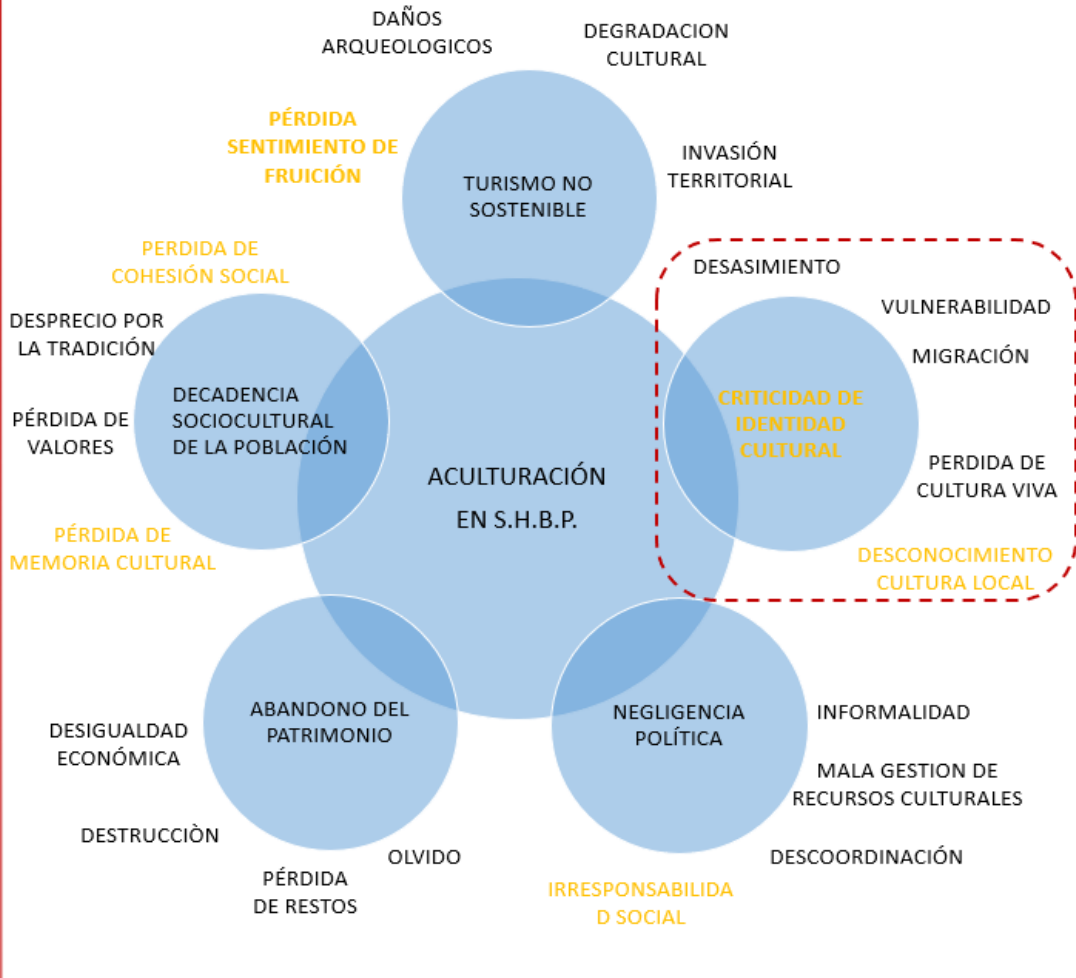 DAÑOS
ARQUEOLOGICOS
DEGRADACION
CULTURAL
PÉRDIDA
SENTIMIENTO DE
FRUICIÓN
TURISMO NO
SOSTENIBLE
INVASIÓN
TERRITORIAL
PERDIDA DE
COHESIÓN SOCIAL
DESPRECIO POR
LA TRADICIÓN
PÉRDIDA DE
VALORES
DECADENCIA
SOCIOCULTURAL
DE LA POBLACIÓN
PÉRDIDA DE
MEMORIA CULTURAL
ACULTURACIÓN
EN S.H.B.P.
DESASIMIENTO
VULNERABILIDAD
MIGRACIÓN
CRITICIDAD DE
IDENTIDAD
CULTURAL
PERDIDA DE
CULTURA VIVA
DESCONOCIMIENTO
CULTURA LOCAL
ABANDONO DEL
PATRIMONIO
DESIGUALDAD
ECONÓMICA
DESTRUCCIÒN
PÉRDIDA
DE RESTOS
OLVIDO
NEGLIGENCIA
POLÍTICA
INFORMALIDAD
MALA GESTION DE
RECURSOS CULTURALES
DESCOORDINACIÓN
IRRESPONSABILIDA
D SOCIAL